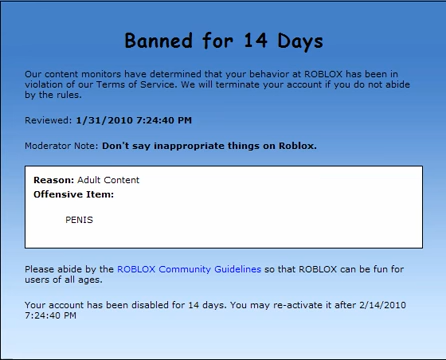 Banned for 14 Days
Our content monitors have determined that your behavior at ROBLOX has been in
violation of our Terms of Service. We will terminate your account if you do not abide
by the rules.
Reviewed: 1/31/2010 7:24:40 PM
Moderator Note: Don't say inappropriate things on Roblox.
Reason: Adult Content
Offensive Item:
PENIS
Please abide by the ROBLOX Community Guidelines so that ROBLOX can be fun for
users of all ages.
Your account has been disabled for 14 days. You may re-activate it after 2/14/2010
7:24:40 PM